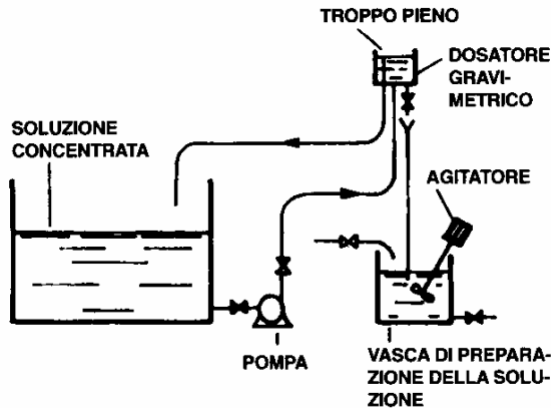 TROPPO PIENO
DOSATORE
GRAVI-
METRICO
SOLUZIONE
CONCENTRATA
AGITATORE
POMPA
VASCA DI PREPARA-
ZIONE DELLA SOLU-
ZIONE